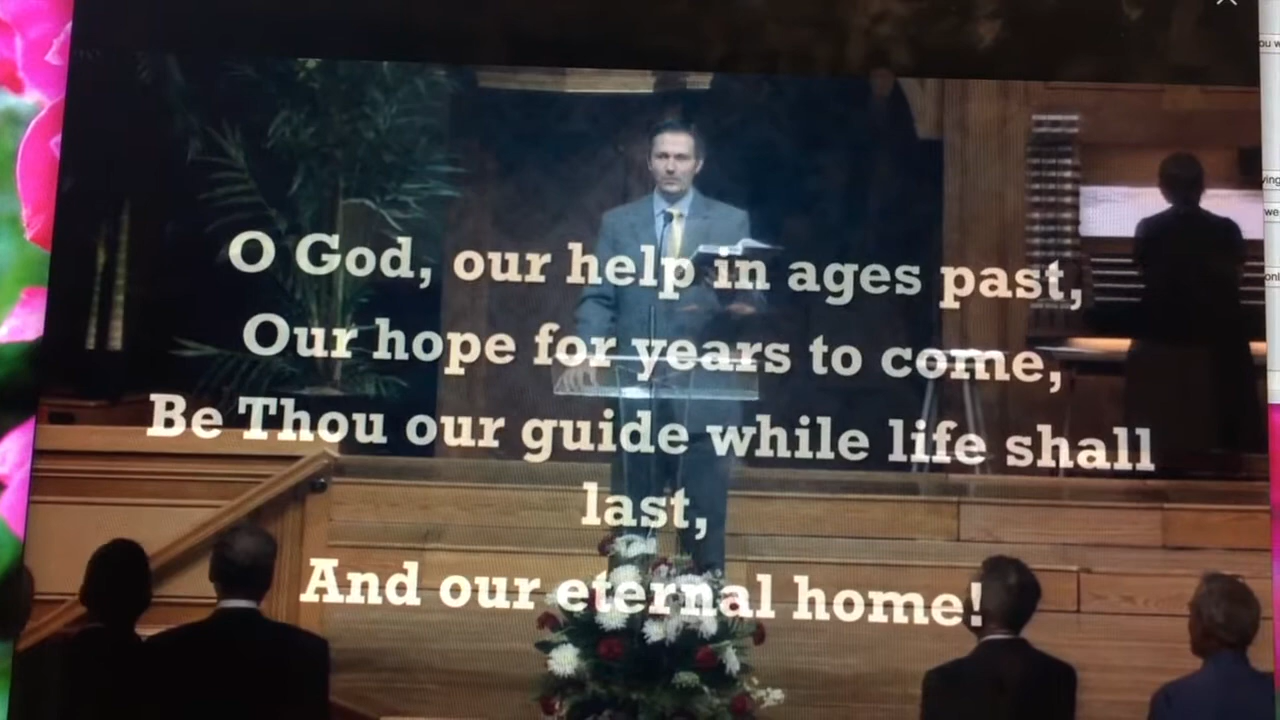 O God, our help in ages past,
Our hope for years to come,
Be Thou our guide while life shall
last,
And our eternal home!